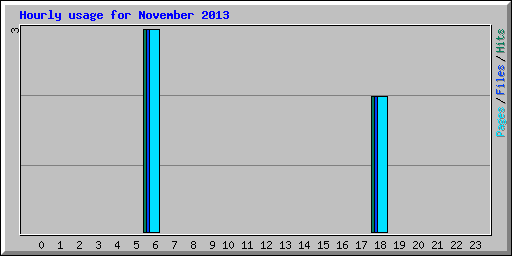 Hourly usage for November 2013
3
Pages/Files/Hits
0 1 2 3 4 5 6 7 8 9 10 11 12 13 14 15 16 17 18 19 20 21 22 23